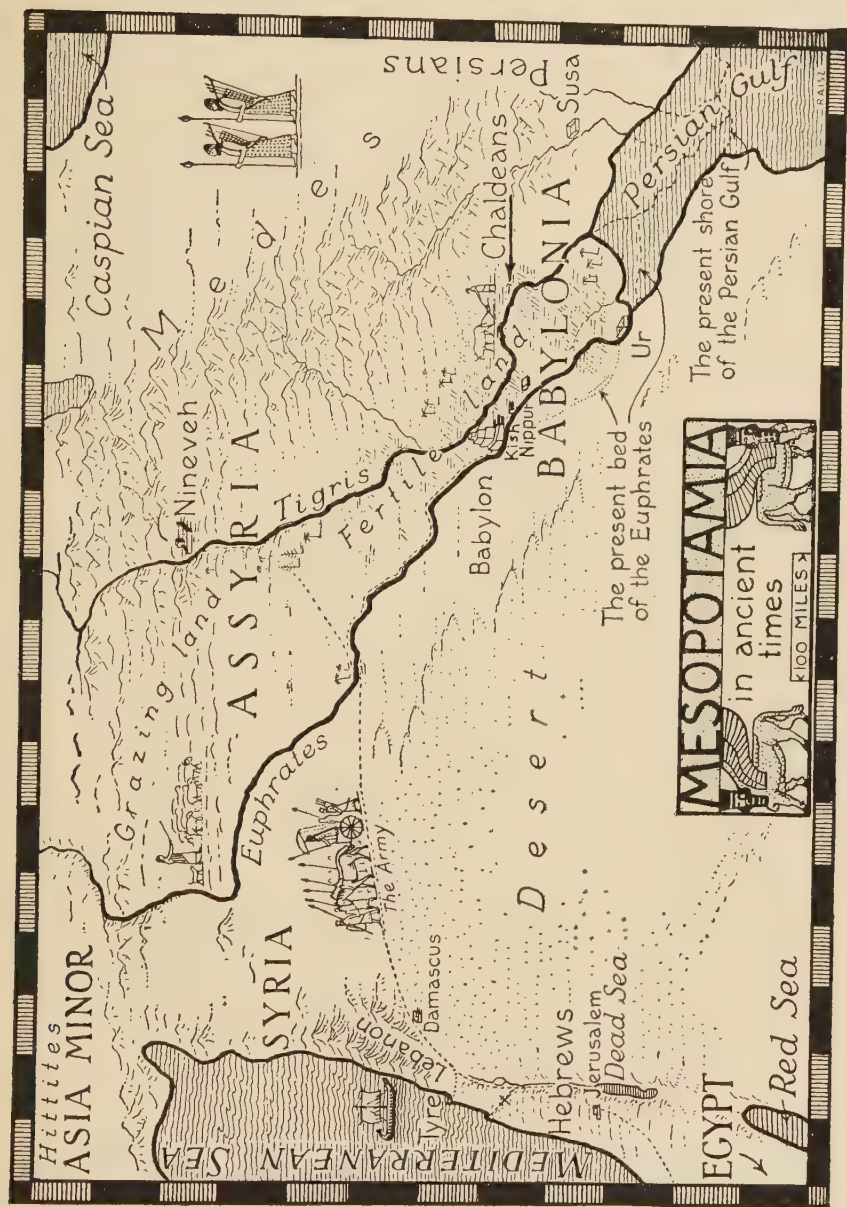 Hittites
ASIA MINOR
Caspian Sea
Medes
Persians
Grazing land
Nineveh
ASSYRIA
Tigris
Fertile land
Euphrates
SYRIA
The Army
MEDITERRANEAN SEA
Lebanon
Tyre
Damascus
Desert
Babylon
Kish
Nippur
BABYLONIA
Chaldeans
Susa
Persian Gulf
Ur
The present bed
of the Euphrates
The present shore
of the Persian Gulf
Hebrews
Jerusalem
Dead Sea
EGYPT
Red Sea
MESOPOTAMIA
in ancient
times
100 MILES
RAISZ